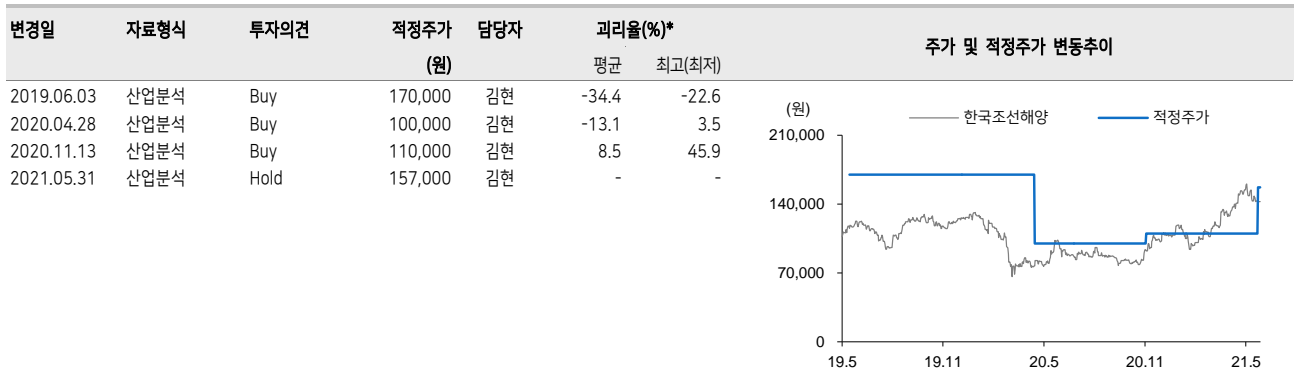 변경일 자료형식 투자의견 적정주가 담당자 괴리율(%)* 주가 및 적정주가 변동추이
(원) 평균 최고(최저)
2019.06.03 산업분석 Buy 170,000 김현 -34.4 -22.6
2020.04.28 산업분석 Buy 100,000 김현 -13.1 3.5
2020.11.13 산업분석 Buy 110,000 김현 8.5 45.9
2021.05.31 산업분석 Hold 157,000 김현 - -
(원) 한국조선해양 적정주가
210,000
140,000
70,000
0
19.5 19.11 20.5 20.11 21.5